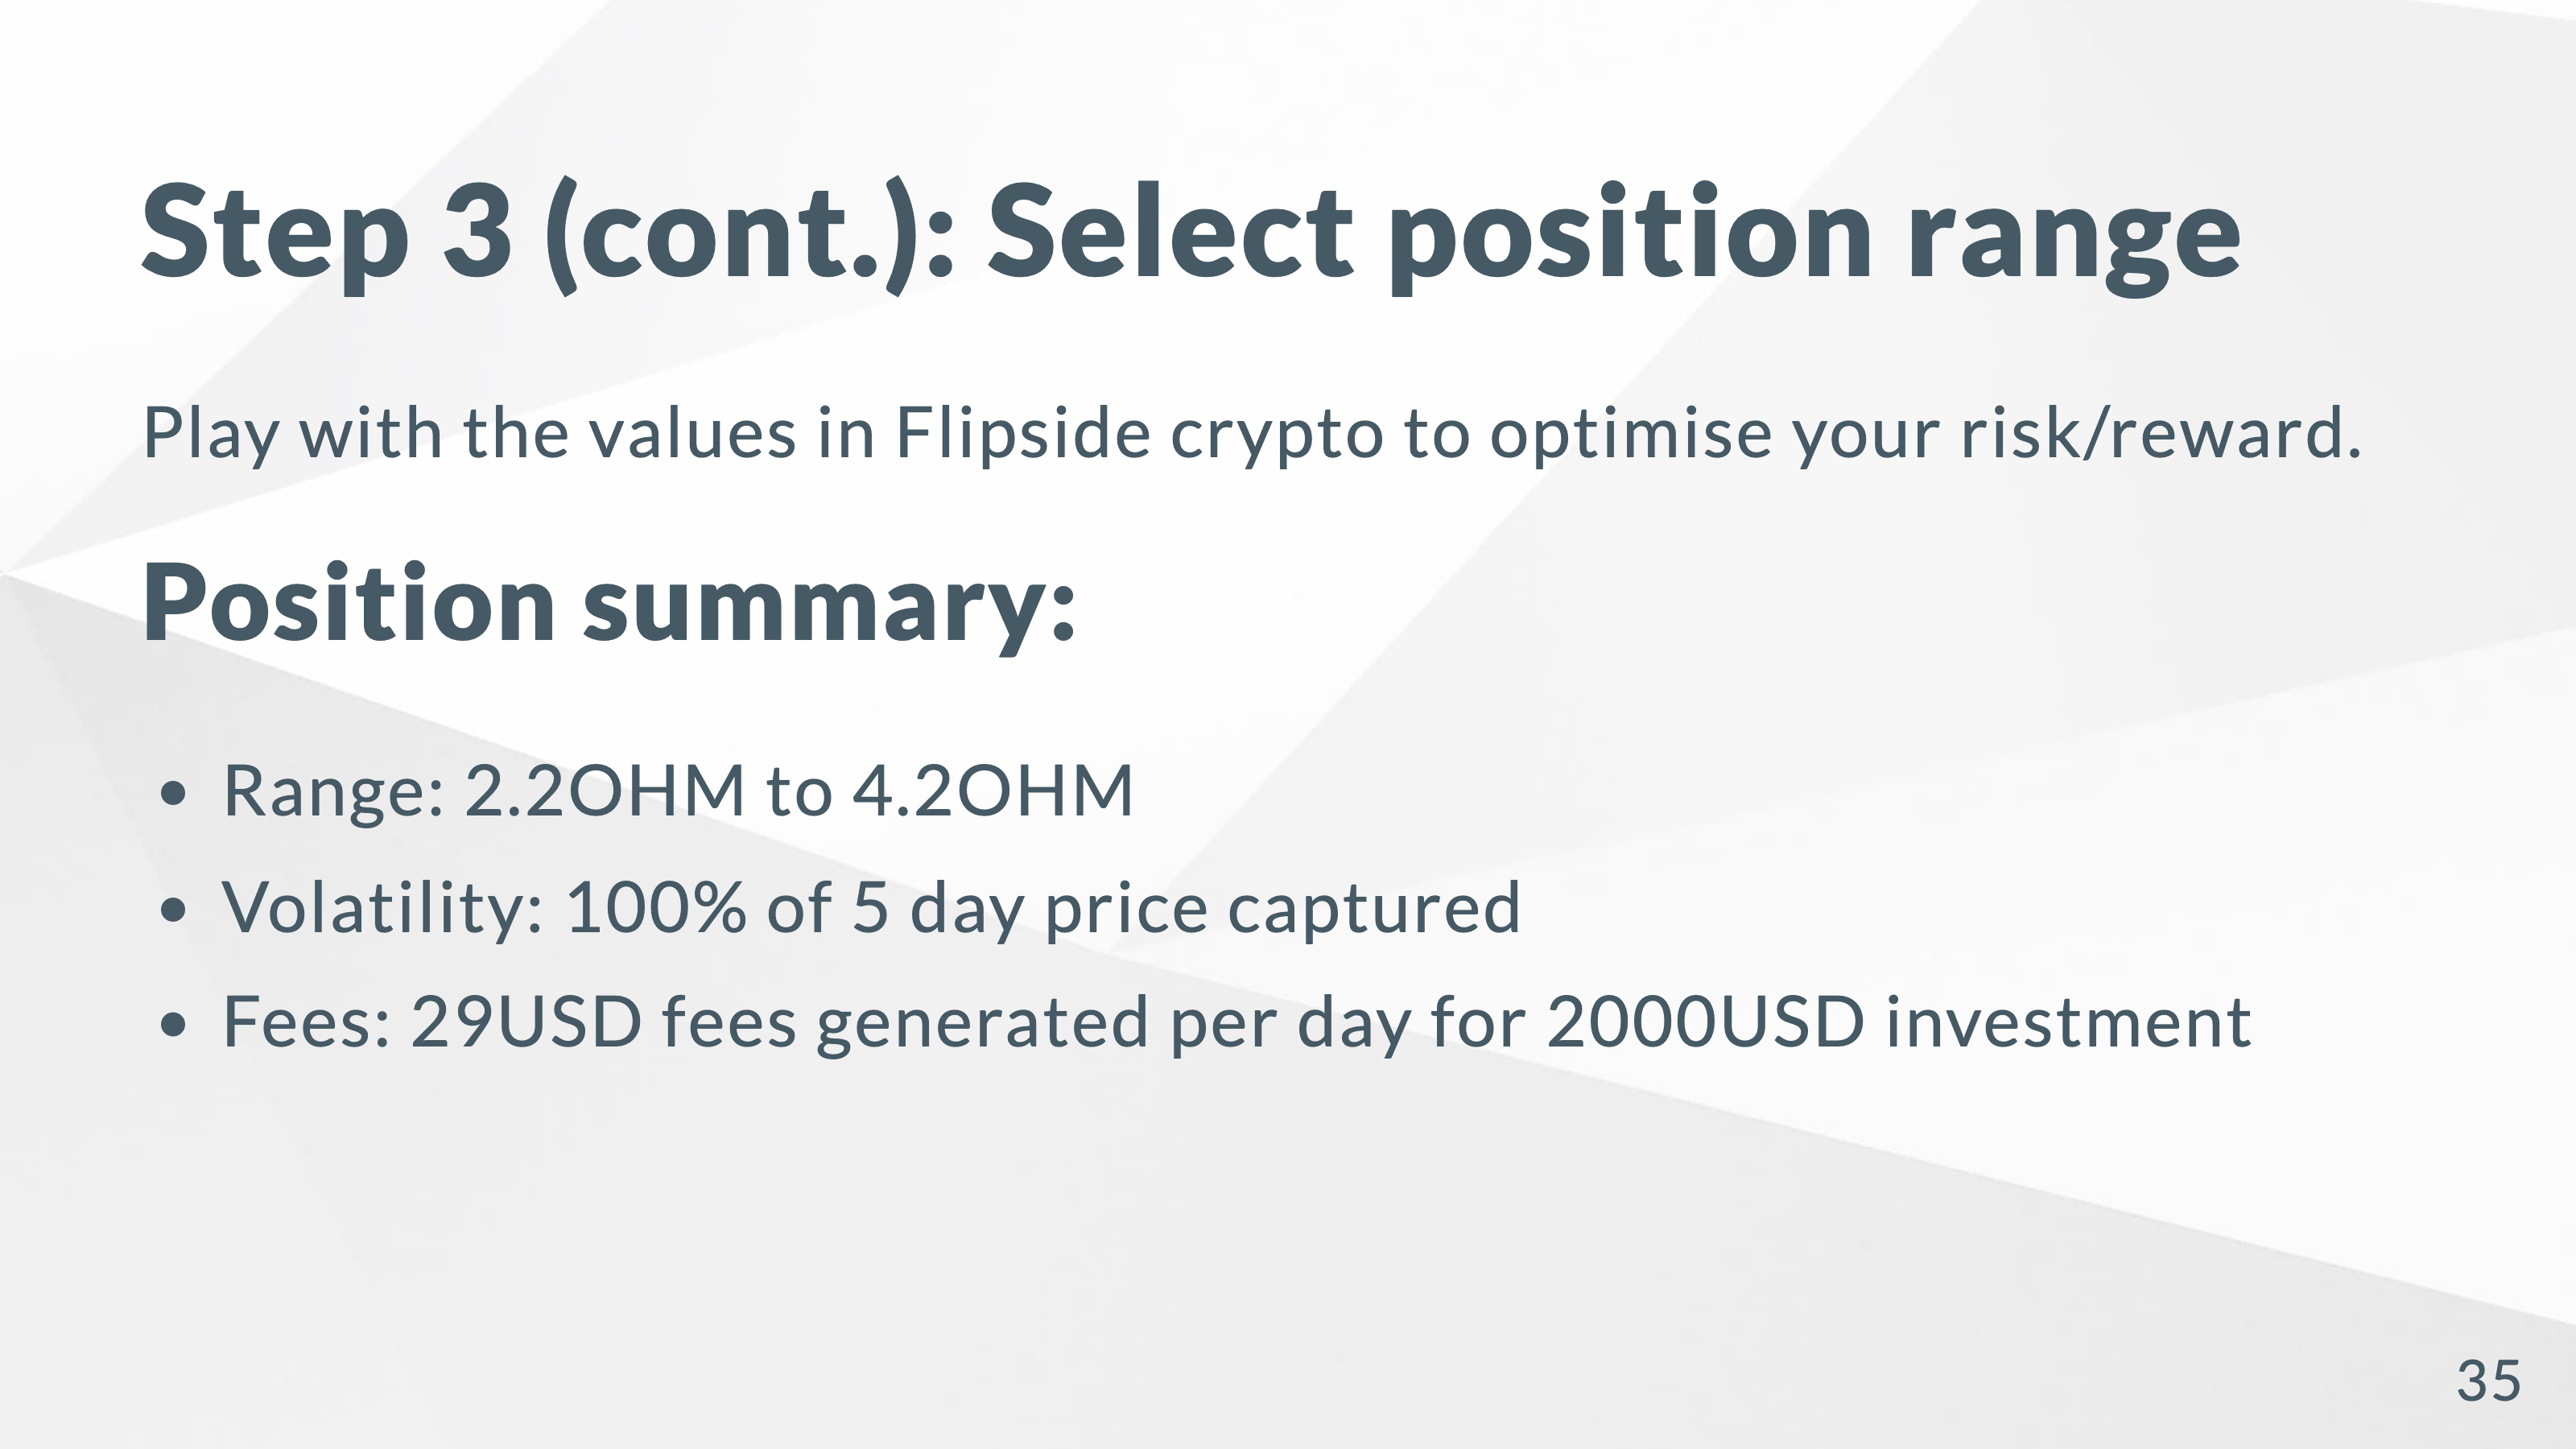 Step 3 (cont.): Select position range
Play with the values in Flipside crypto to optimise your risk/reward.
Position summary:
• Range: 2.2OHM to 4.2OHM
• Volatility: 100% of 5 day price captured
• Fees: 29USD fees generated per day for 2000USD investment
35